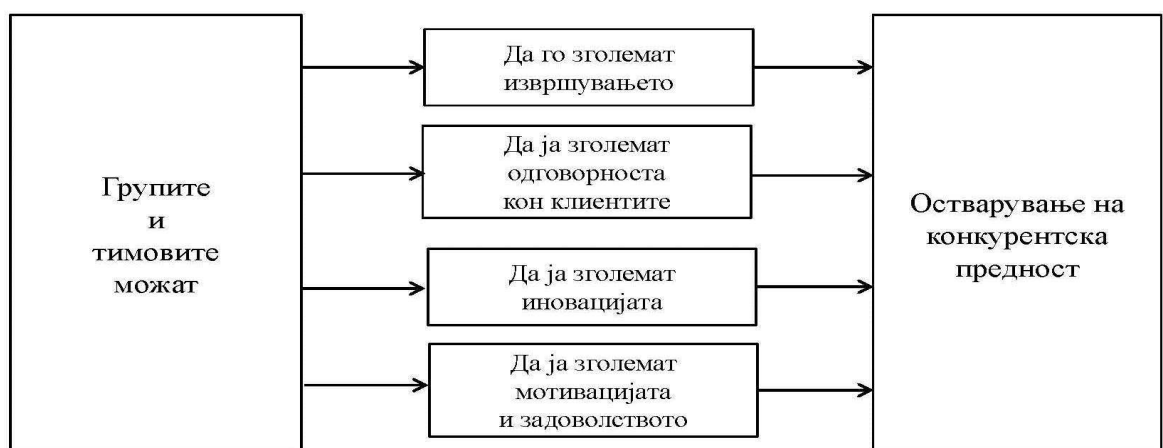 Групите
и
тимовите
можат
Да го зголемат
извршувањето
Да ја зголемат
одговорноста
кон клиентите
Да ја зголемат
иновацијата
Да ја зголемат
мотивацијата
и задоволството
Остварување на
конкурентска
предност